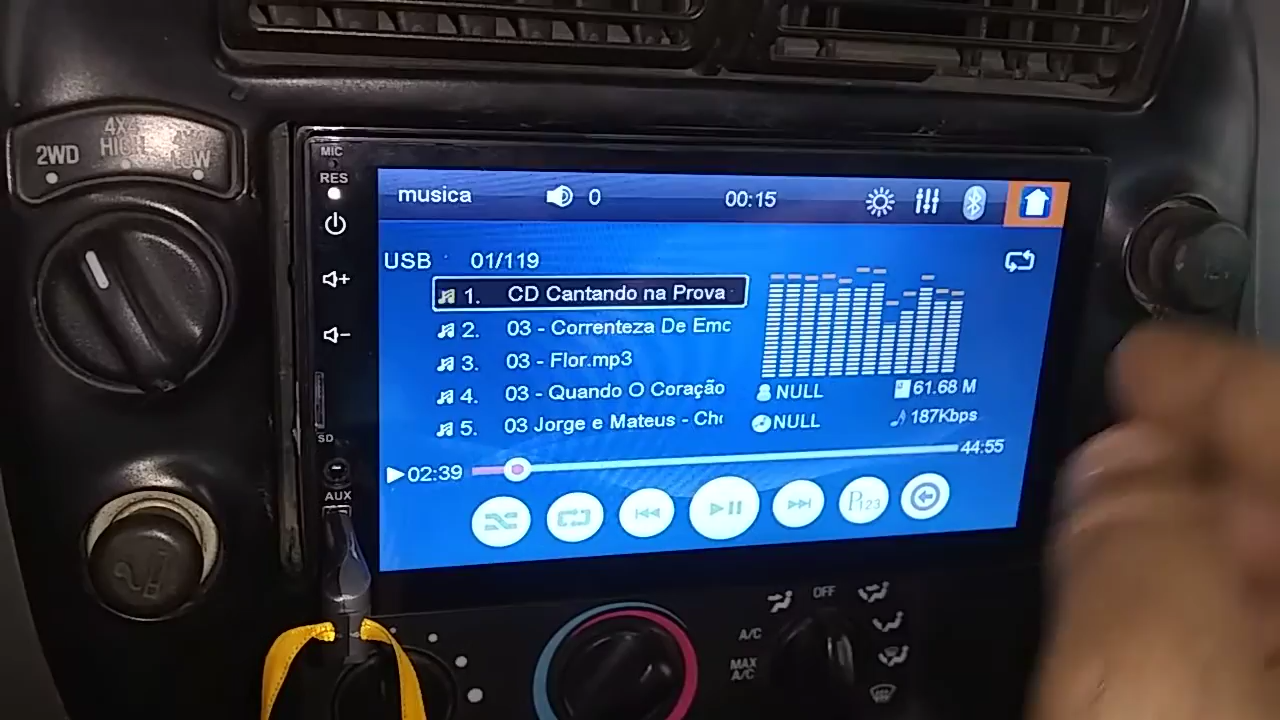 2WD
4X4
HIGH
LOW
MIC
RES
SD
AUX
musica
0
00:15
USB
01/119
1. CD Cantando na Prova
2. 03 - Correnteza De Emo
3. 03 - Flor.mp3
4. 03 - Quando O Coração
5. 03 Jorge e Mateus - Cho
NULL
61.68 M
NULL
187Kbps
02:39
44:55
P123
OFF
A/C
MAX
A/C